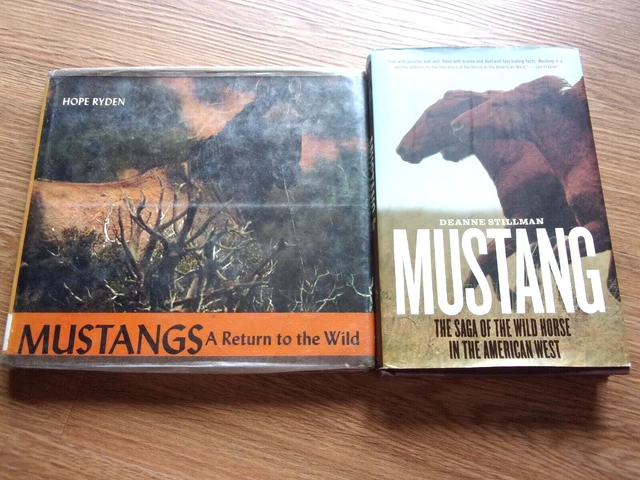 HOPE RYDEN
MUSTANGS A Return to the Wild
DEANNE STILLMAN
MUSTANG
THE SAGA OF THE WILD HORSE
IN THE AMERICAN WEST